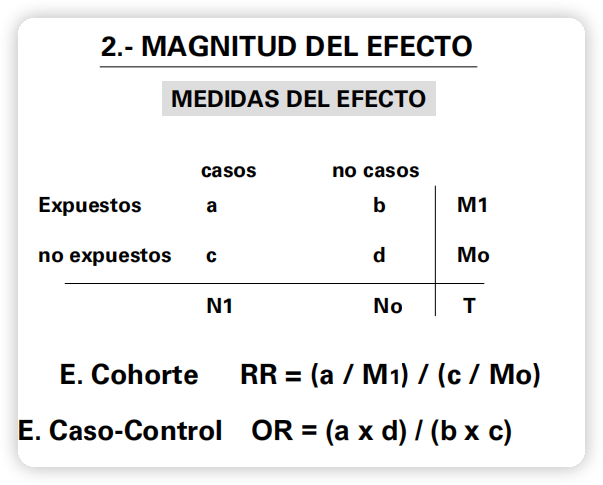 2.- MAGNITUD DEL EFECTO
MEDIDAS DEL EFECTO
casos no casos
Expuestos a b M1
no expuestos c d Mo
N1 No T
E. Cohorte RR = (a / M1) / (c / Mo)
E. Caso-Control OR = (a x d) / (b x c)